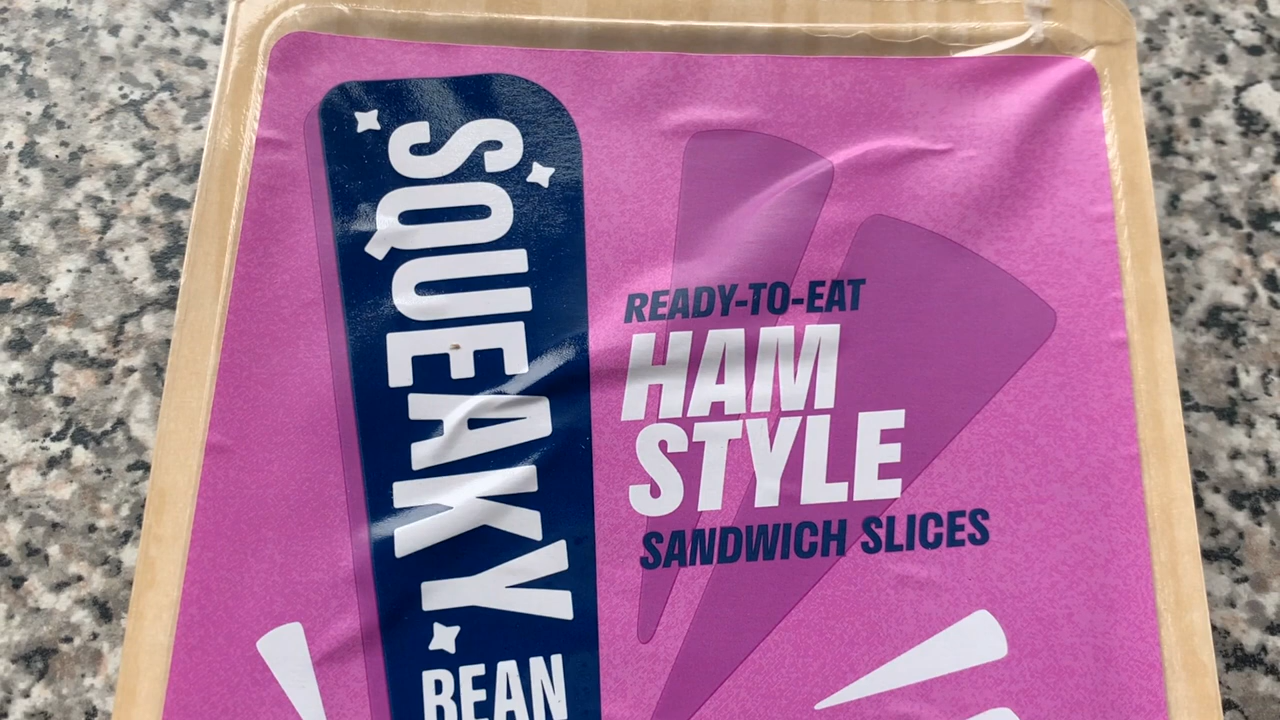 SQUEAKY
BEAN
READY-TO-EAT
HAM
STYLE
SANDWICH SLICES